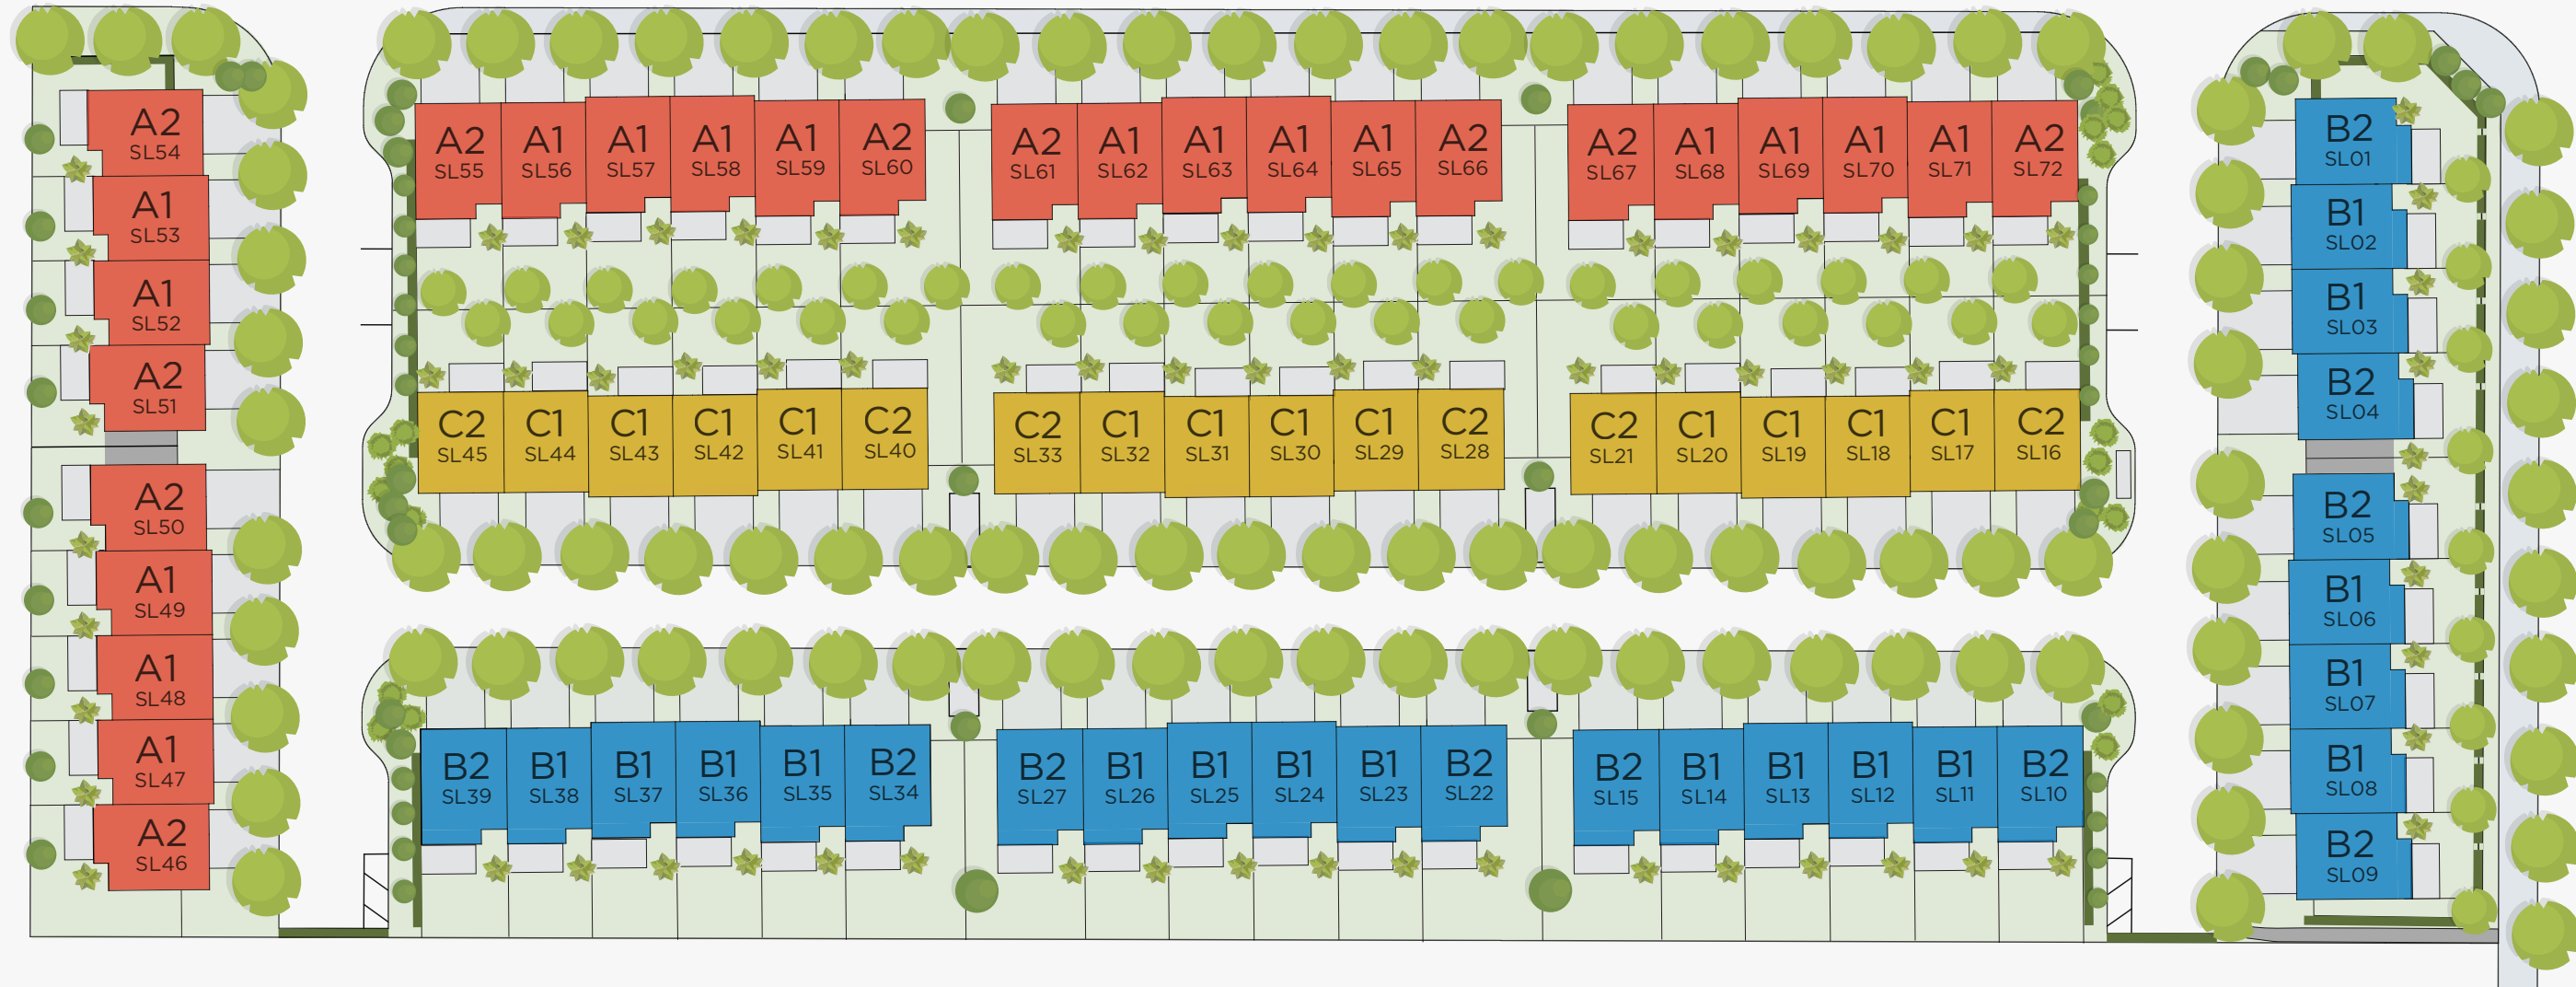 A2
SL54
A1
SL53
A1
SL52
A2
SL51
A2
SL50
A1
SL49
A1
SL48
A1
SL47
A2
SL46
A2 A1 A1 A1 A1 A2
SL55 SL56 SL57 SL58 SL59 SL60
A2 A1 A1 A1 A1 A2
SL61 SL62 SL63 SL64 SL65 SL66
A2 A1 A1 A1 A1 A2
SL67 SL68 SL69 SL70 SL71 SL72
C2 C1 C1 C1 C1 C2
SL45 SL44 SL43 SL42 SL41 SL40
C2 C1 C1 C1 C1 C2
SL33 SL32 SL31 SL30 SL29 SL28
C2 C1 C1 C1 C1 C2
SL21 SL20 SL19 SL18 SL17 SL16
B2 B1 B1 B1 B1 B2
SL39 SL38 SL37 SL36 SL35 SL34
B2 B1 B1 B1 B1 B2
SL27 SL26 SL25 SL24 SL23 SL22
B2 B1 B1 B1 B1 B2
SL15 SL14 SL13 SL12 SL11 SL10
B2
SL01
B1
SL02
B1
SL03
B2
SL04
B2
SL05
B1
SL06
B1
SL07
B1
SL08
B2
SL09